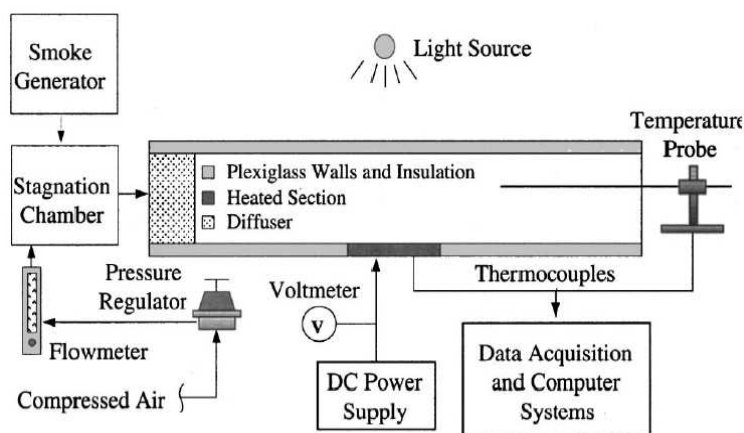 Smoke
Generator
Light Source
Temperature
Probe
Stagnation
Chamber
Plexiglass Walls and Insulation
Heated Section
Diffuser
Pressure
Regulator
Voltmeter
Thermocouples
V
Flowmeter
Compressed Air
DC Power
Supply
Data Acquisition
and Computer
Systems